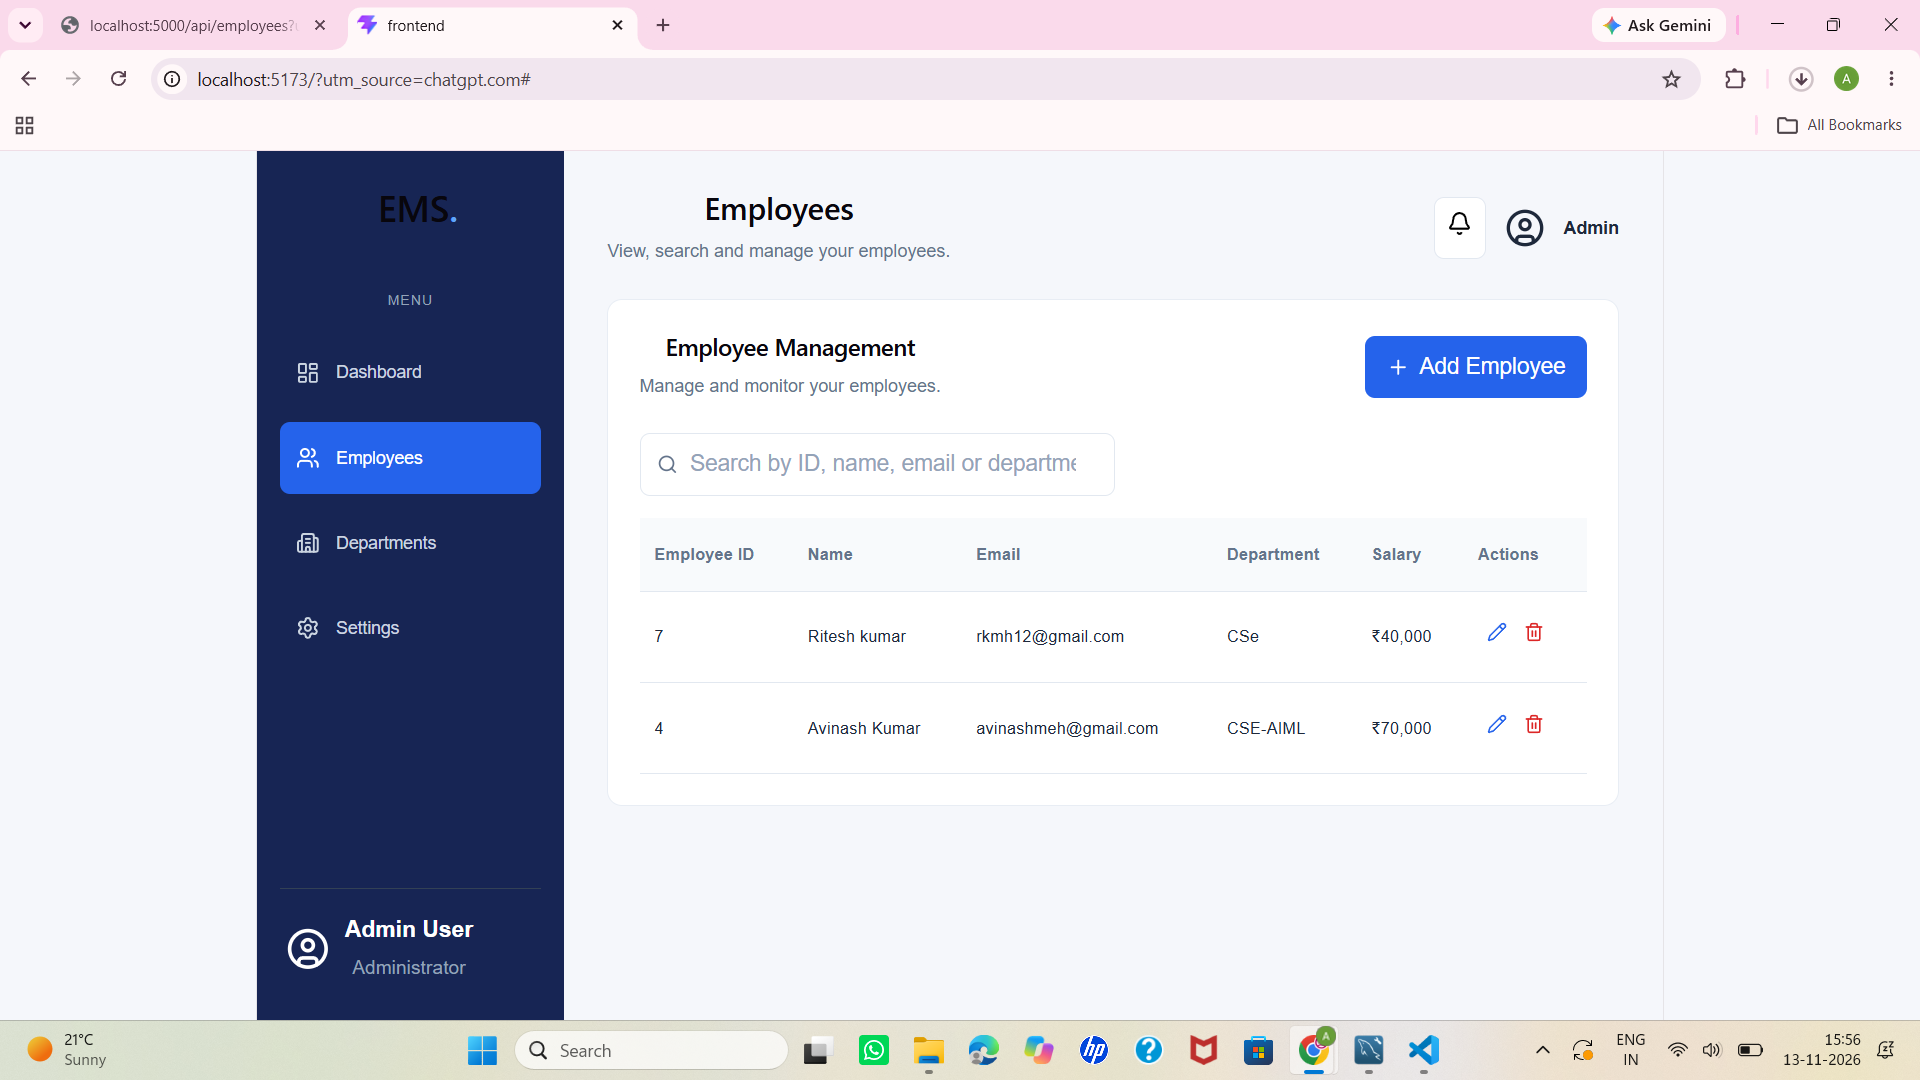 localhost:5000/api/employees?
frontend
Ask Gemini
localhost:5173/?utm_source=chatgpt.com#
A
All Bookmarks
EMS.
MENU
Dashboard
Employees
Departments
Settings
Admin User
Administrator
Employees
View, search and manage your employees.
Admin
Employee Management
Manage and monitor your employees.
+ Add Employee
Search by ID, name, email or departme
Employee ID Name Email Department Salary Actions
7 Ritesh kumar rkmh12@gmail.com CSe ₹40,000
4 Avinash Kumar avinashmeh@gmail.com CSE-AIML ₹70,000
21°C
Sunny
Search
hp
?
A
ENG
IN
15:56
13-11-2026